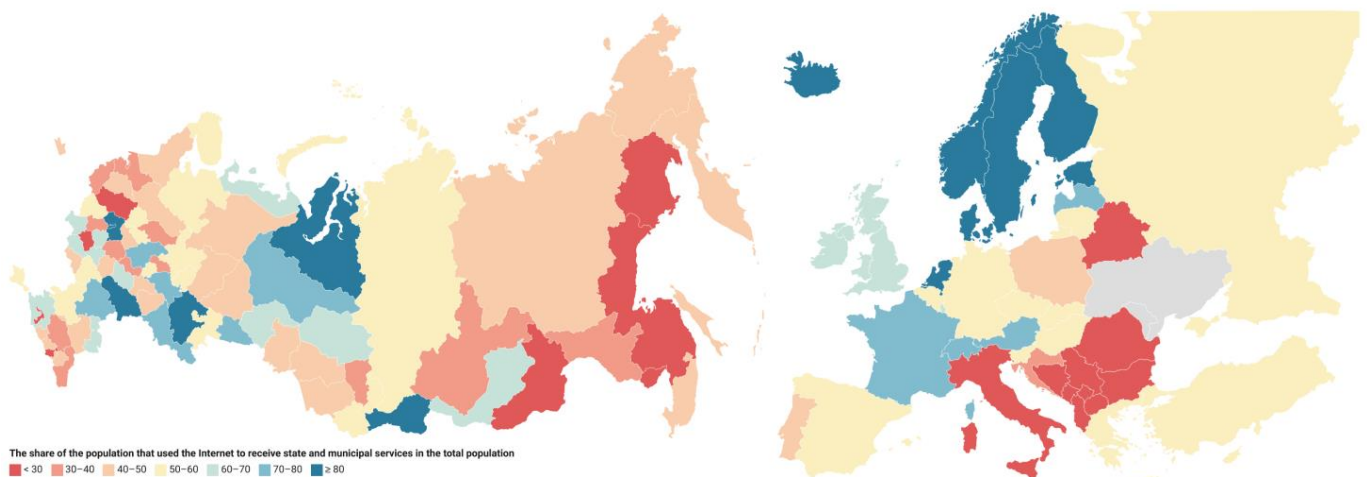 The share of the population that used the Internet to receive state and municipal services in the total population
< 30 30–40 40–50 50–60 60–70 70–80 ≥ 80